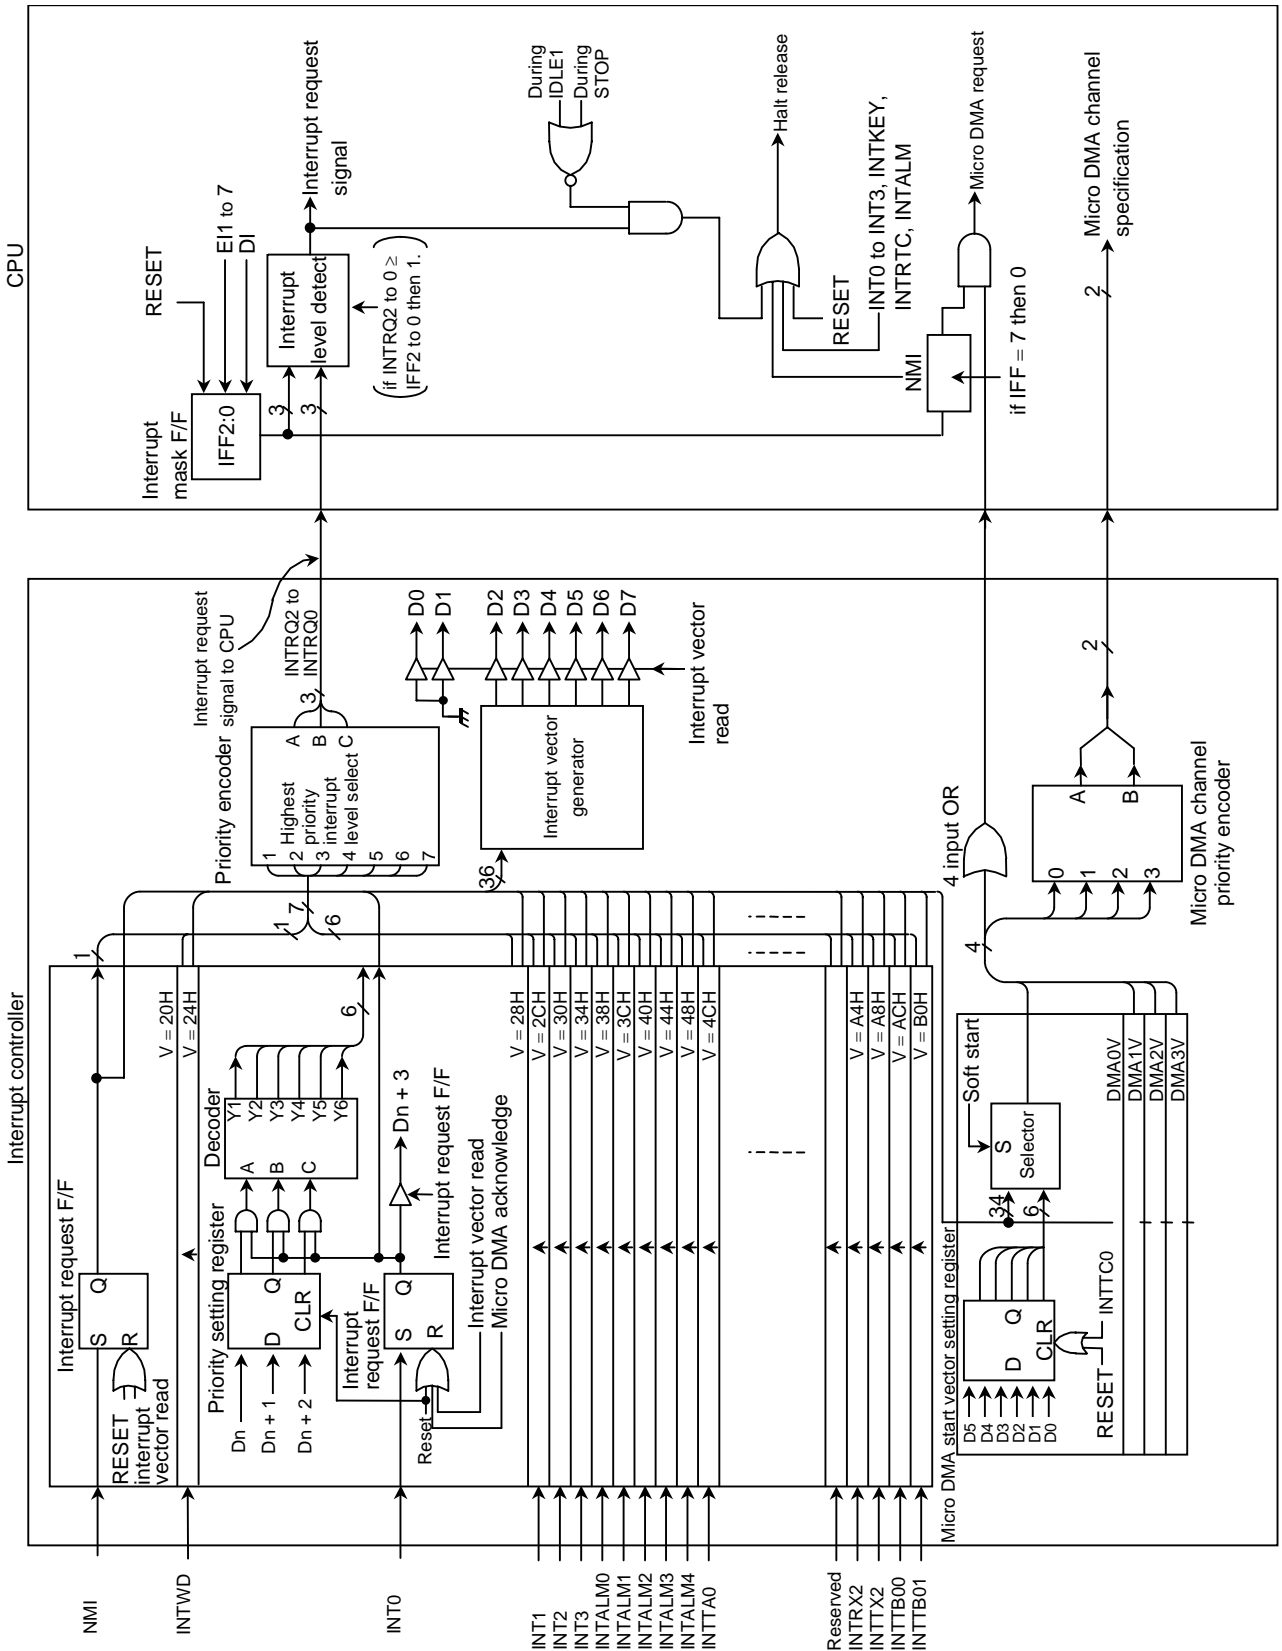 Interrupt controller
CPU
NMI
INTWD
INT0
INT1
INT2
INT3
INTALM0
INTALM1
INTALM2
INTALM3
INTALM4
INTTA0
Reserved
INTRX2
INTTX2
INTTB00
INTTB01
Interrupt request F/F
S
Q
R
RESET
interrupt
vector read
1
V = 20H
V = 24H
Priority setting register
Dn
Dn + 1
Dn + 2
D
Q
CLR
Decoder
A
B
C
Y1
Y2
Y3
Y4
Y5
Y6
6
Interrupt
request F/F
S
Q
R
Reset
Dn + 3
Interrupt request F/F
Interrupt vector read
Micro DMA acknowledge
V = 28H
V = 2CH
V = 30H
V = 34H
V = 38H
V = 3CH
V = 40H
V = 44H
V = 48H
V = 4CH
V = A4H
V = A8H
V = ACH
V = B0H
1
7
6
Priority encoder
1
2
3
4
5
6
7
Highest
priority
interrupt
level select
A
B
C
3
INTRQ2 to
INTRQ0
Interrupt request
signal to CPU
36
Interrupt vector
generator
D0
D1
D2
D3
D4
D5
D6
D7
Interrupt vector
read
Micro DMA start vector setting register
D5
D4
D3
D2
D1
D0
D
Q
CLR
RESET
INTTC0
34
6
S
Selector
Soft start
DMA0V
DMA1V
DMA2V
DMA3V
4
4 input OR
0
1
2
3
A
B
Micro DMA channel
priority encoder
2
Interrupt
mask F/F
IFF2:0
RESET
EI1 to 7
DI
3
3
Interrupt
level detect
if INTRQ2 to 0 ≥
IFF2 to 0 then 1.
Interrupt request
signal
During
IDLE1
During
STOP
Halt release
RESET
INT0 to INT3, INTKEY,
INTRTC, INTALM
NMI
if IFF = 7 then 0
Micro DMA request
2
Micro DMA channel
specification